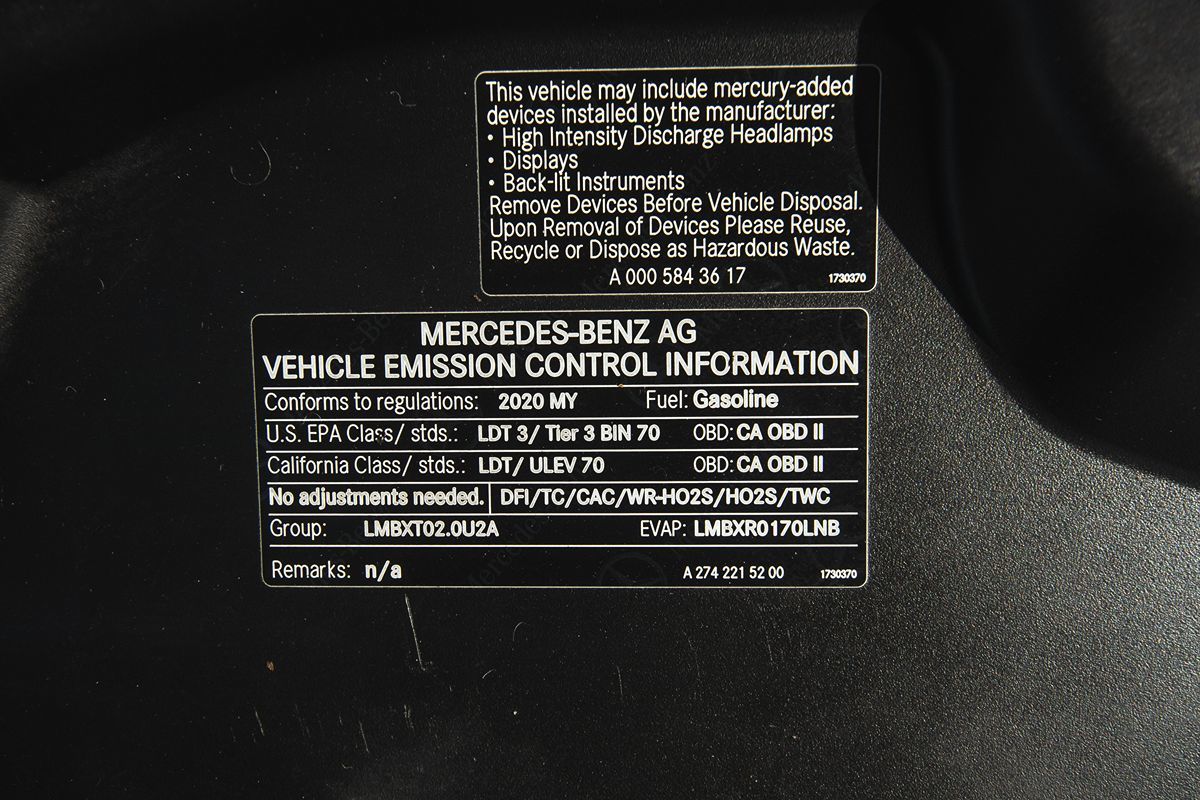 This vehicle may include mercury-added
devices installed by the manufacturer:
• High Intensity Discharge Headlamps
• Displays
• Back-lit Instruments
Remove Devices Before Vehicle Disposal.
Upon Removal of Devices Please Reuse,
Recycle or Dispose as Hazardous Waste.
A 000 584 36 17 1730370
MERCEDES-BENZ AG
VEHICLE EMISSION CONTROL INFORMATION
Conforms to regulations: 2020 MY Fuel: Gasoline
U.S. EPA Class/ stds.: LDT 3/ Tier 3 BIN 70 OBD: CA OBD II
California Class/ stds.: LDT/ ULEV 70 OBD: CA OBD II
No adjustments needed. DFI/TC/CAC/WR-HO2S/HO2S/TWC
Group: LMBXT02.0U2A EVAP: LMBXR0170LNB
Remarks: n/a A 274 221 52 00 1730370